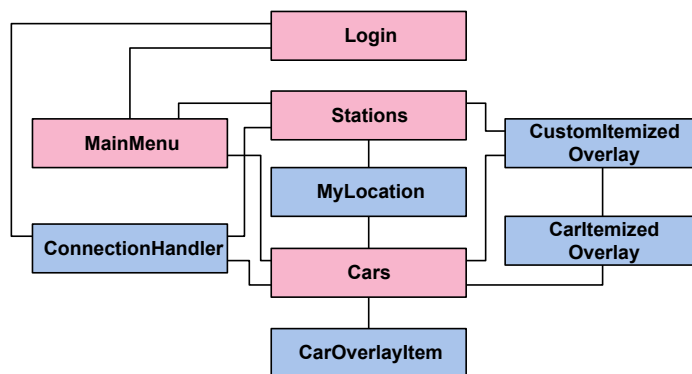 Login
Stations
MainMenu
CustomItemized
Overlay
MyLocation
ConnectionHandler
CarItemized
Overlay
Cars
CarOverlayItem